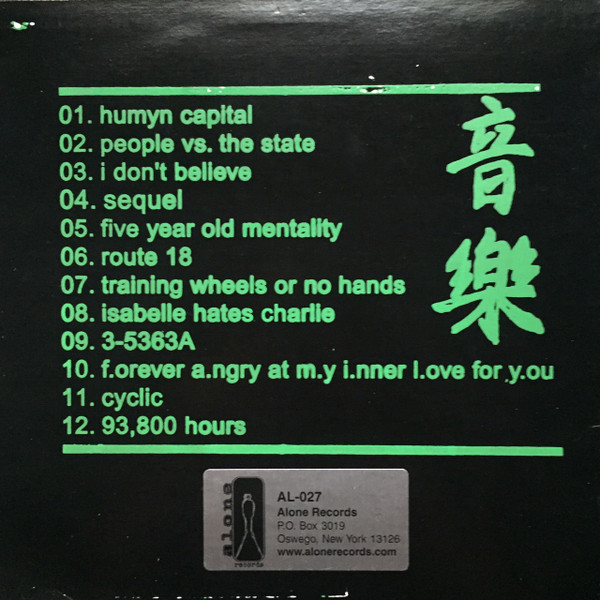 01. humyn capital
02. people vs. the state
03. i don't believe
04. sequel
05. five year old mentality
06. route 18
07. training wheels or no hands
08. isabelle hates charlie
09. 3-5363A
10. f.orever a.ngry at m.y i.nner l.ove for.y.ou
11. cyclic
12. 93,800 hours
音
樂
alone
records
AL-027
Alone Records
P.O. Box 3019
Oswego, New York 13126
www.alonerecords.com